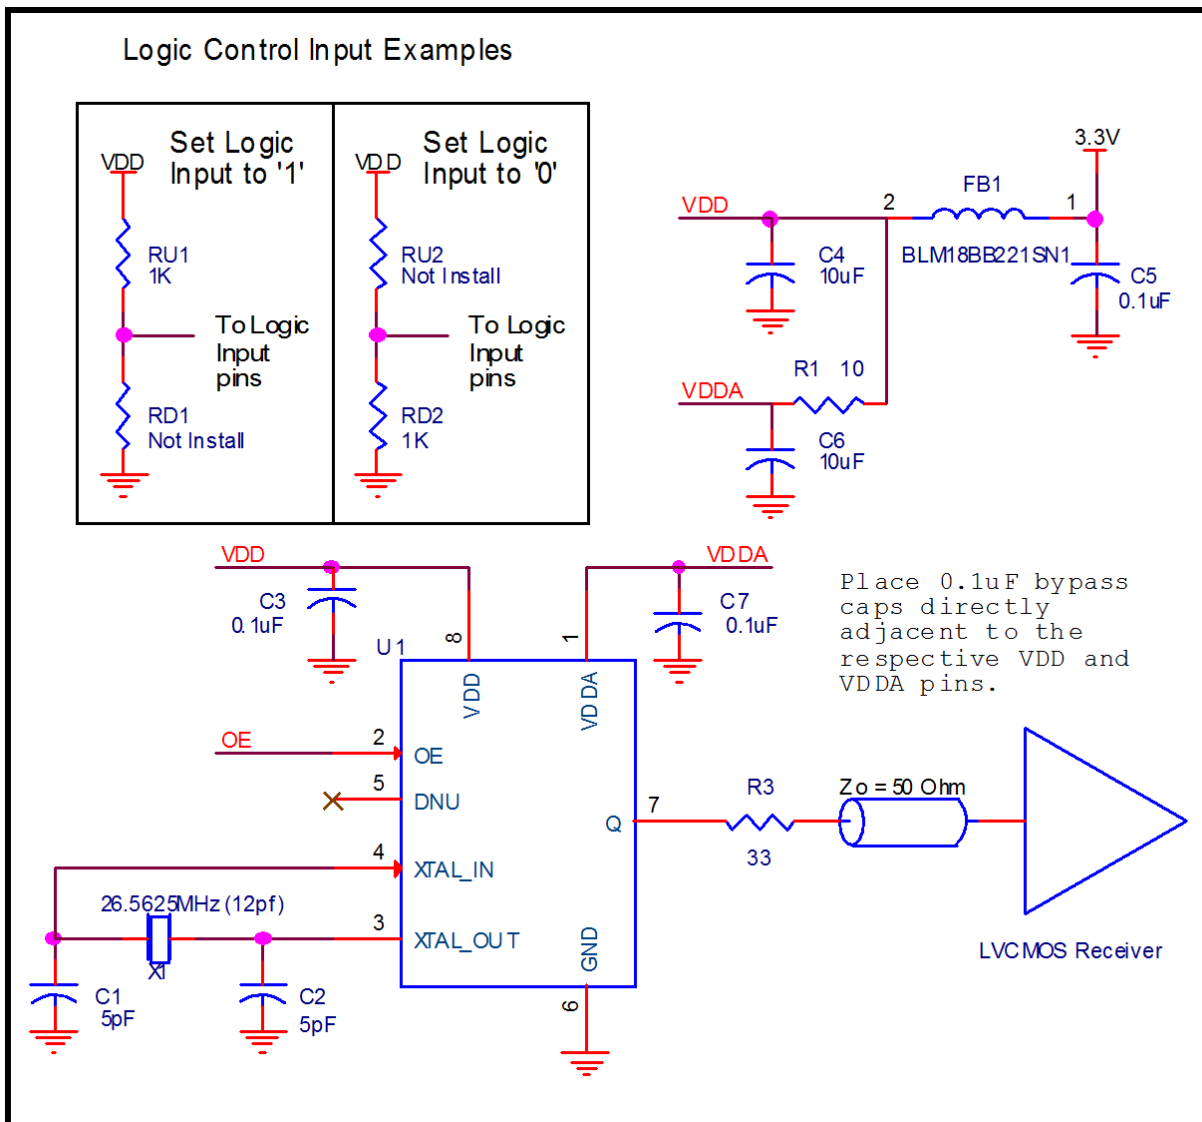 Logic Control Input Examples
Set Logic
Input to '1'
VDD
RU1
1K
To Logic
Input
pins
RD1
Not Install
Set Logic
Input to '0'
VDD
RU2
Not Install
To Logic
Input
pins
RD2
1K
3.3V
VDD
2
FB1
1
C4
10uF
BLM18BB221SN1
C5
0.1uF
R1 10
VDDA
C6
10uF
VDD
VDDA
C3
0.1uF
C7
0.1uF
Place 0.1uF bypass
caps directly
adjacent to the
respective VDD and
VDDA pins.
U1
8
1
VDD
VDDA
OE
2
OE
5
DNU
4
XTAL_IN
3
XTAL_OUT
Q
7
GND
6
R3
33
Zo = 50 Ohm
LVCMOS Receiver
26.5625MHz (12pf)
X1
C1
5pF
C2
5pF